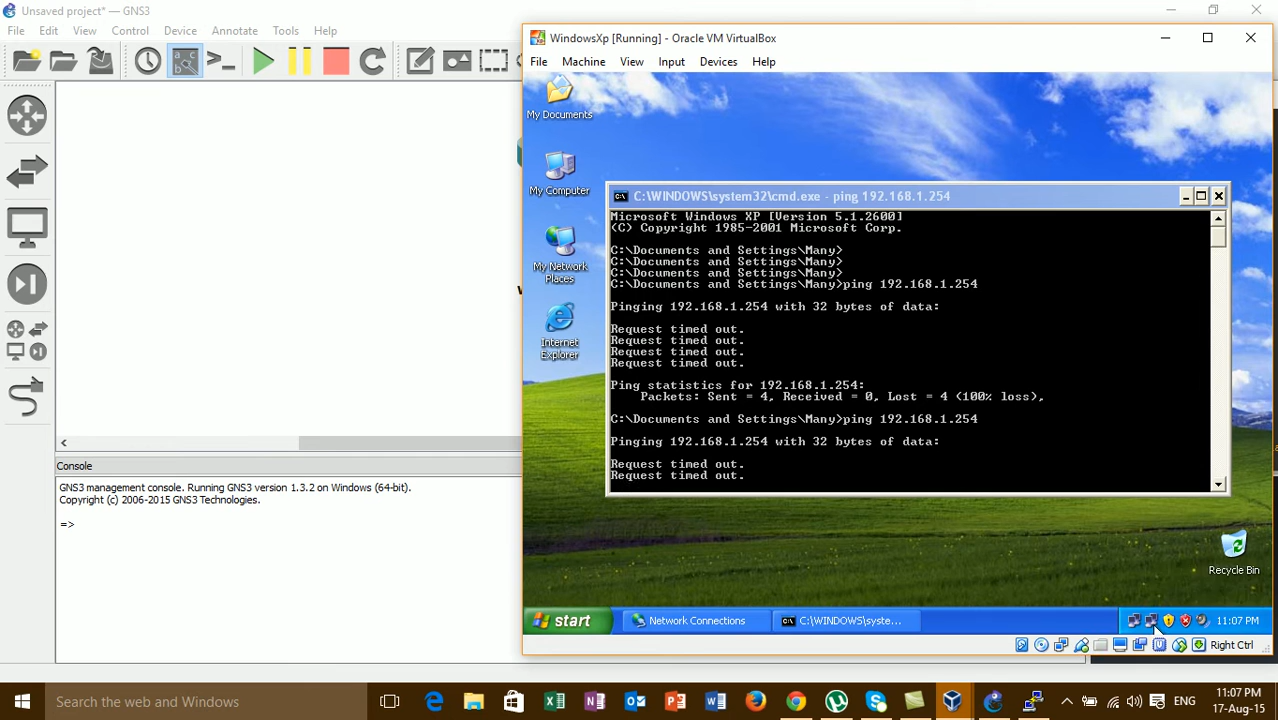 Unsaved project* — GNS3
File Edit View Control Device Annotate Tools Help
WindowsXp [Running] - Oracle VM VirtualBox
File Machine View Input Devices Help
My Documents
My Computer
My Network
Places
Internet
Explorer
C:\WINDOWS\system32\cmd.exe - ping 192.168.1.254
Microsoft Windows XP [Version 5.1.2600]
(C) Copyright 1985-2001 Microsoft Corp.
C:\Documents and Settings\Many>
C:\Documents and Settings\Many>
C:\Documents and Settings\Many>
C:\Documents and Settings\Many>ping 192.168.1.254
Pinging 192.168.1.254 with 32 bytes of data:
Request timed out.
Request timed out.
Request timed out.
Request timed out.
Ping statistics for 192.168.1.254:
Packets: Sent = 4, Received = 0, Lost = 4 (100% loss),
C:\Documents and Settings\Many>ping 192.168.1.254
Pinging 192.168.1.254 with 32 bytes of data:
Request timed out.
Request timed out.
Recycle Bin
start Network Connections C:\WINDOWS\syste... 11:07 PM
Right Ctrl
Console
GNS3 management console. Running GNS3 version 1.3.2 on Windows (64-bit).
Copyright (c) 2006-2015 GNS3 Technologies.
=>
Search the web and Windows
ENG
11:07 PM
17-Aug-15